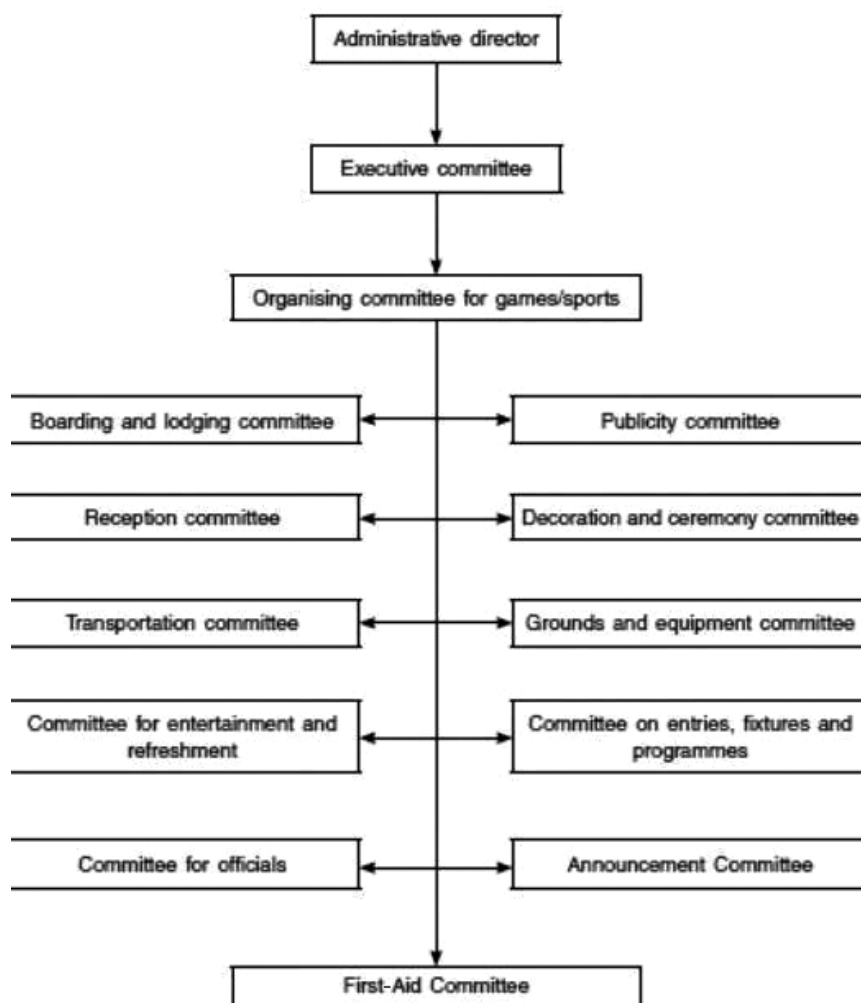 Administrative director
Executive committee
Organising committee for games/sports
Boarding and lodging committee
Publicity committee
Reception committee
Decoration and ceremony committee
Transportation committee
Grounds and equipment committee
Committee for entertainment and
refreshment
Committee on entries, fixtures and
programmes
Committee for officials
Announcement Committee
First-Aid Committee